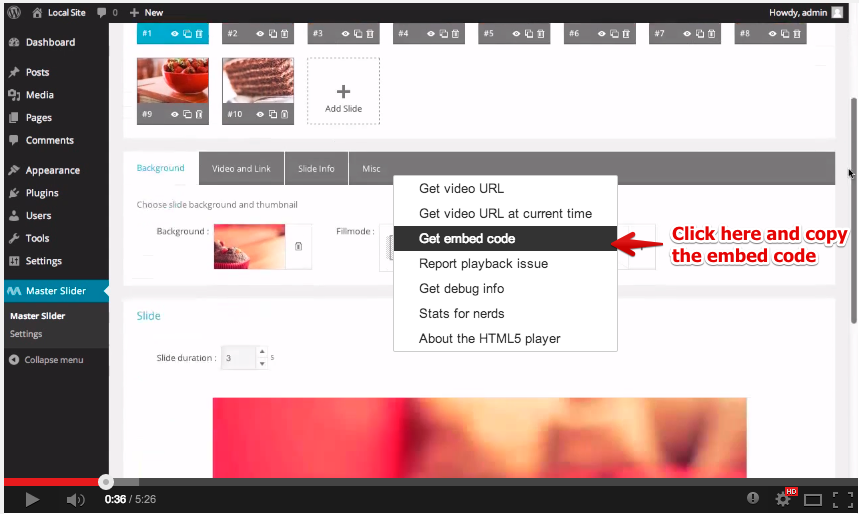 Local Site 0 New Howdy, admin
Dashboard
Posts
Media
Pages
Comments
Appearance
Plugins
Users
Tools
Settings
Master Slider
Master Slider
Settings
Collapse menu
#1 #2 #3 #4 #5 #6 #7 #8
#9 #10 Add Slide
Background Video and Link Slide Info Misc
Choose slide background and thumbnail
Background : Fillmode :
Get video URL
Get video URL at current time
Get embed code
Report playback issue
Get debug info
Stats for nerds
About the HTML5 player
Click here and copy
the embed code
Slide
Slide duration : 3 s
0:36 / 5:26 HD